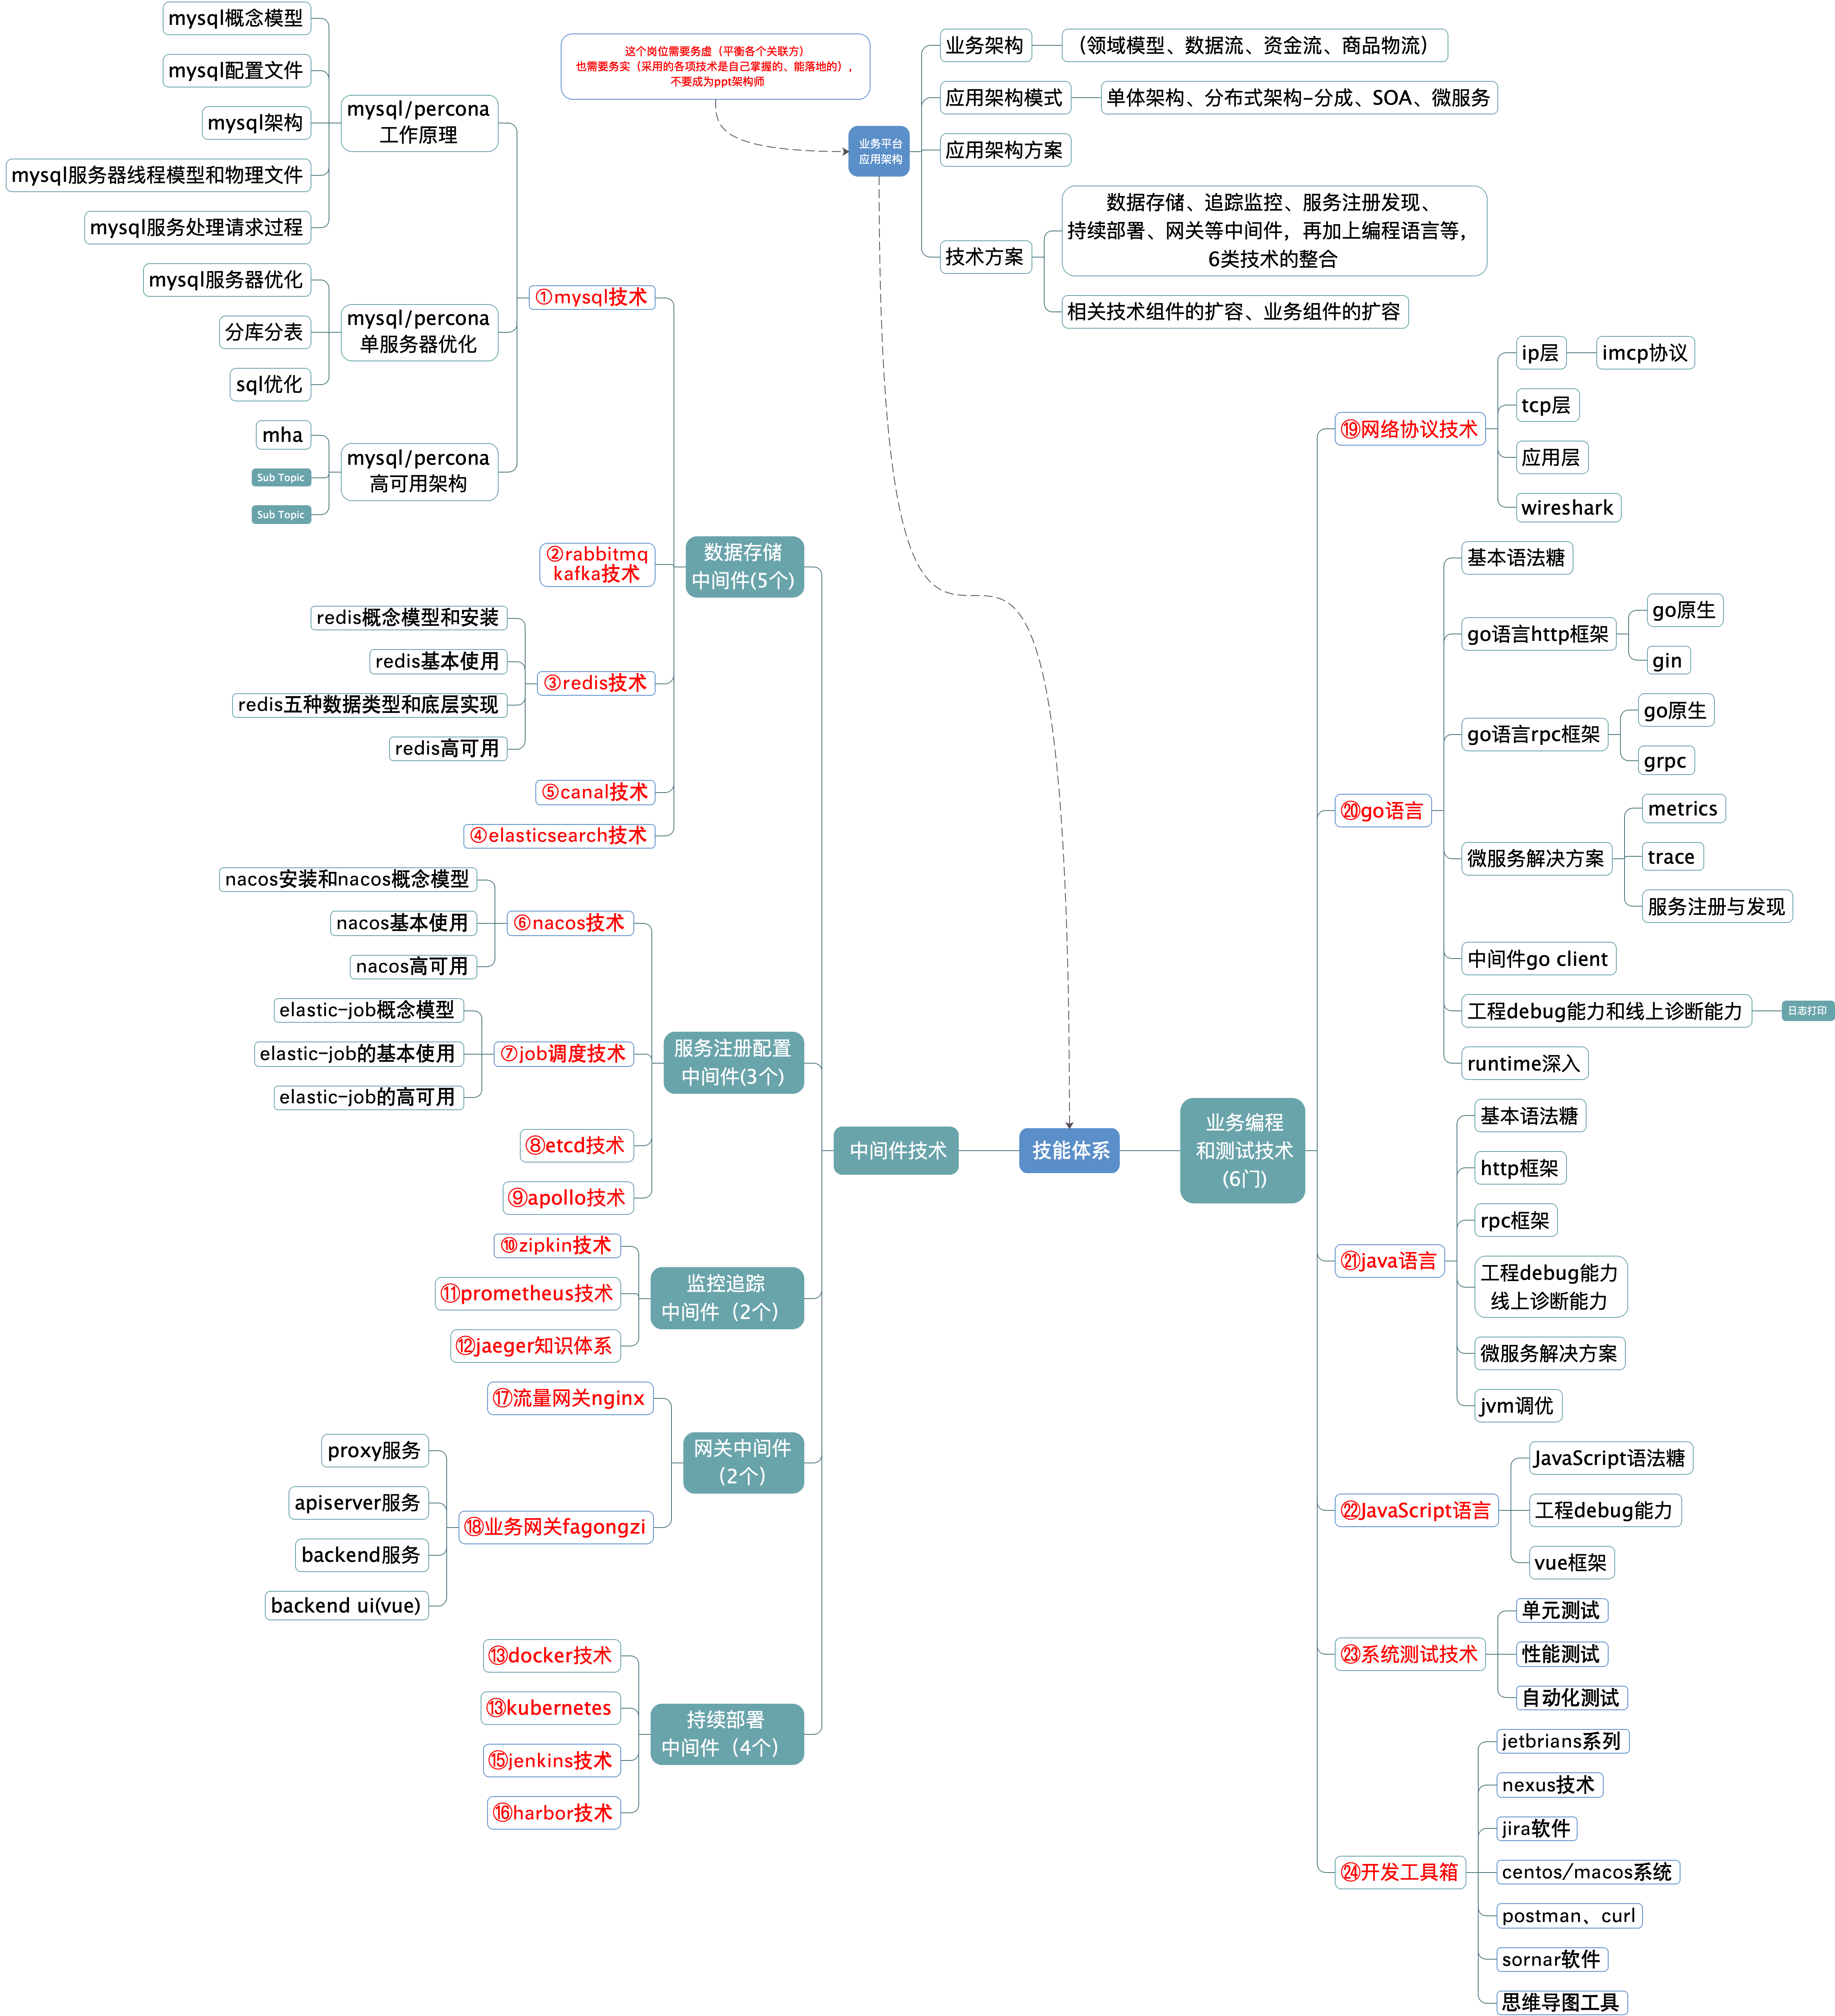 这个岗位需要务虚（平衡各个关联方）
也需要务实（采用的各项技术是自己掌握的、能落地的），
不要成为ppt架构师
业务平台
应用架构
业务架构
（领域模型、数据流、资金流、商品物流）
应用架构模式
单体架构、分布式架构-分成、SOA、微服务
应用架构方案
技术方案
数据存储、追踪监控、服务注册发现、
持续部署、网关等中间件，再加上编程语言等，
6类技术的整合
相关技术组件的扩容、业务组件的扩容
技能体系
中间件技术
数据存储
中间件(5个)
①mysql技术
mysql/percona
工作原理
mysql概念模型
mysql配置文件
mysql架构
mysql服务器线程模型和物理文件
mysql服务处理请求过程
mysql/percona
单服务器优化
mysql服务器优化
分库分表
sql优化
mysql/percona
高可用架构
mha
Sub Topic
Sub Topic
②rabbitmq
kafka技术
③redis技术
redis概念模型和安装
redis基本使用
redis五种数据类型和底层实现
redis高可用
⑤canal技术
④elasticsearch技术
服务注册配置
中间件(3个)
⑥nacos技术
nacos安装和nacos概念模型
nacos基本使用
nacos高可用
⑦job调度技术
elastic-job概念模型
elastic-job的基本使用
elastic-job的高可用
⑧etcd技术
⑨apollo技术
监控追踪
中间件（2个）
⑩zipkin技术
⑪prometheus技术
⑫jaeger知识体系
网关中间件
（2个）
⑰流量网关nginx
⑱业务网关fagongzi
proxy服务
apiserver服务
backend服务
backend ui(vue)
持续部署
中间件（4个）
⑬docker技术
⑬kubernetes
⑮jenkins技术
⑯harbor技术
业务编程
和测试技术
(6门)
⑲网络协议技术
ip层
imcp协议
tcp层
应用层
wireshark
⑳go语言
基本语法糖
go语言http框架
go原生
gin
go语言rpc框架
go原生
grpc
微服务解决方案
metrics
trace
服务注册与发现
中间件go client
工程debug能力和线上诊断能力
日志打印
runtime深入
㉑java语言
基本语法糖
http框架
rpc框架
工程debug能力
线上诊断能力
微服务解决方案
jvm调优
㉒JavaScript语言
JavaScript语法糖
工程debug能力
vue框架
㉓系统测试技术
单元测试
性能测试
自动化测试
㉔开发工具箱
jetbrians系列
nexus技术
jira软件
centos/macos系统
postman、curl
sornar软件
思维导图工具